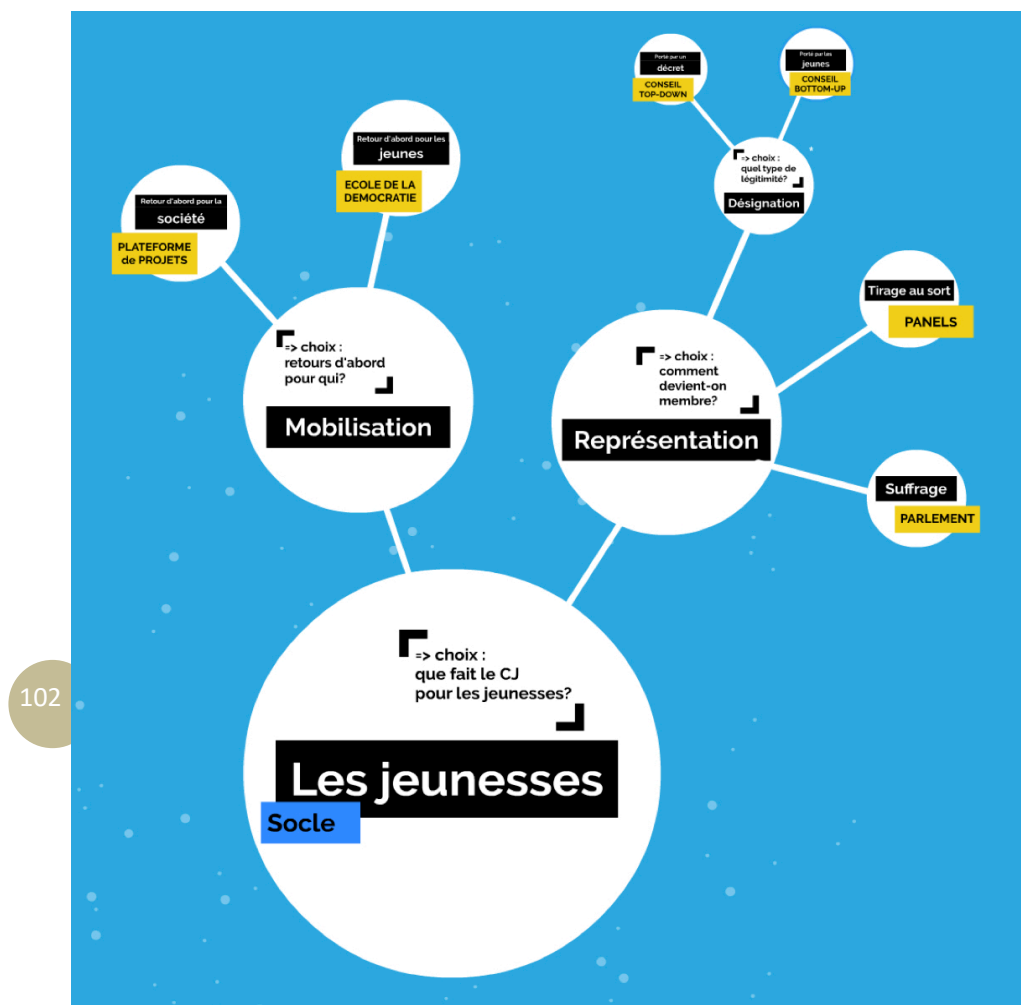 Porté par un
décret
CONSEIL
TOP-DOWN
Porté par les
jeunes
CONSEIL
BOTTOM-UP
Retour d'abord pour les
jeunes
ECOLE DE LA
DEMOCRATIE
=> choix :
quel type de
légitimité?
Désignation
Retour d'abord pour la
société
PLATEFORME
de PROJETS
Tirage au sort
PANELS
=> choix :
retours d'abord
pour qui?
Mobilisation
=> choix :
comment
devient-on
membre?
Représentation
Suffrage
PARLEMENT
=> choix :
que fait le CJ
pour les jeunesses?
102
Les jeunesses
Socle